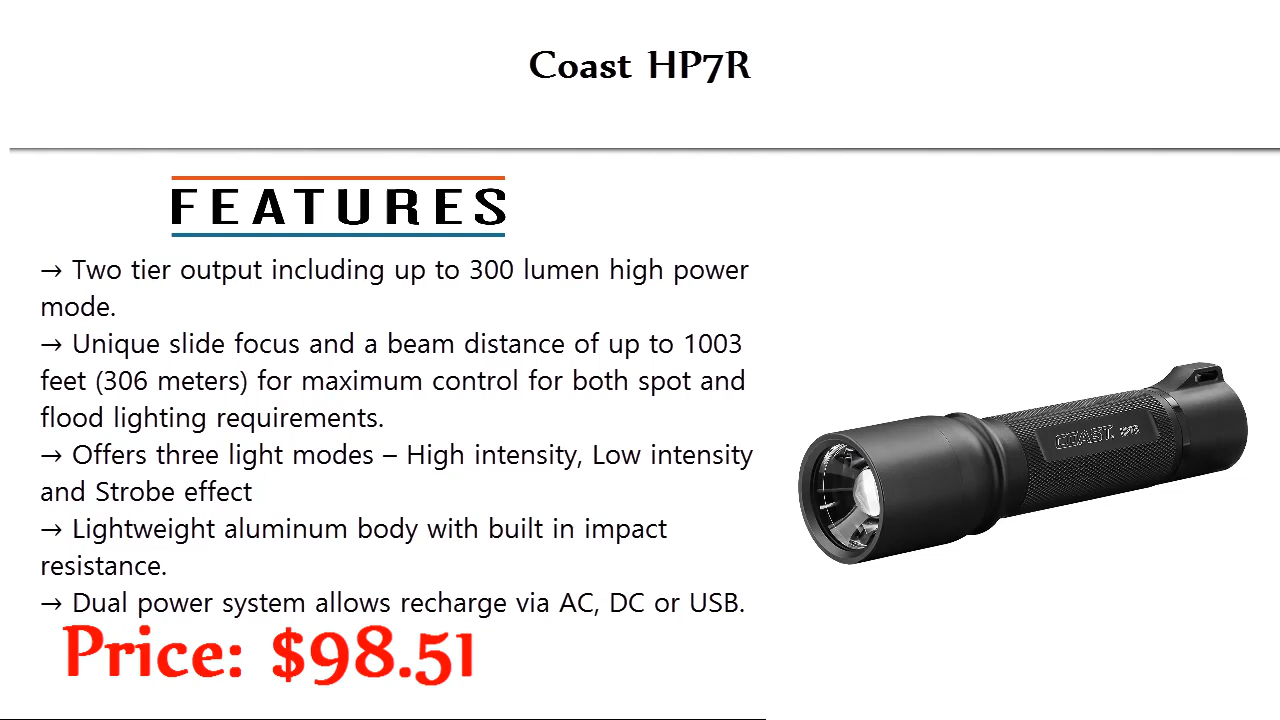 Coast HP7R
FEATURES
→ Two tier output including up to 300 lumen high power
mode.
→ Unique slide focus and a beam distance of up to 1003
feet (306 meters) for maximum control for both spot and
flood lighting requirements.
→ Offers three light modes – High intensity, Low intensity
and Strobe effect
→ Lightweight aluminum body with built in impact
resistance.
→ Dual power system allows recharge via AC, DC or USB.
Price: $98.51
COAST